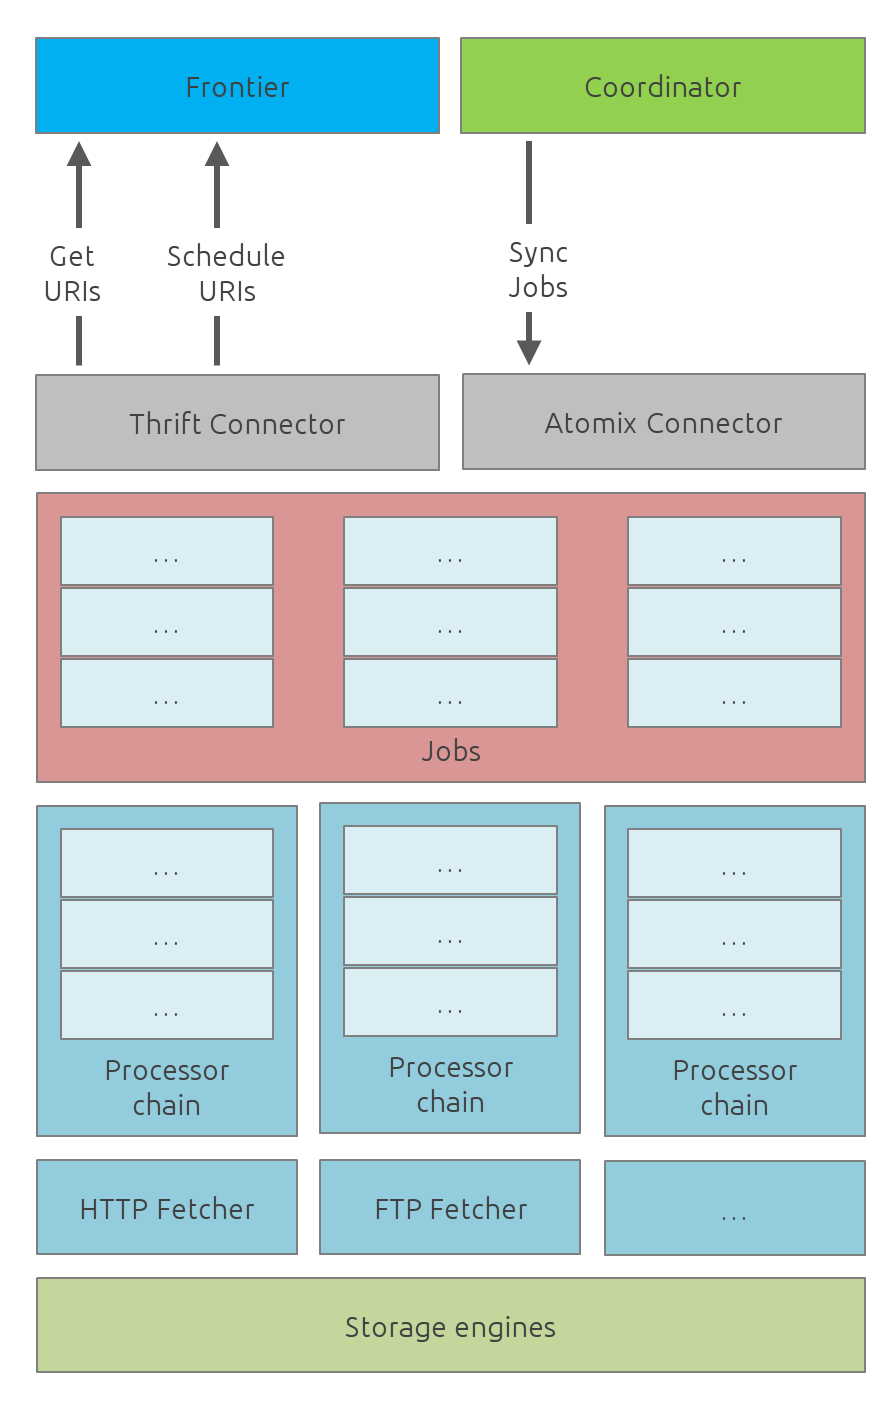 Frontier
Coordinator
Get
URIs
Schedule
URIs
Sync
Jobs
Thrift Connector
Atomix Connector
...
...
...
...
...
...
...
...
...
Jobs
...
...
...
Processor
chain
...
...
...
Processor
chain
...
...
...
Processor
chain
HTTP Fetcher
FTP Fetcher
...
Storage engines